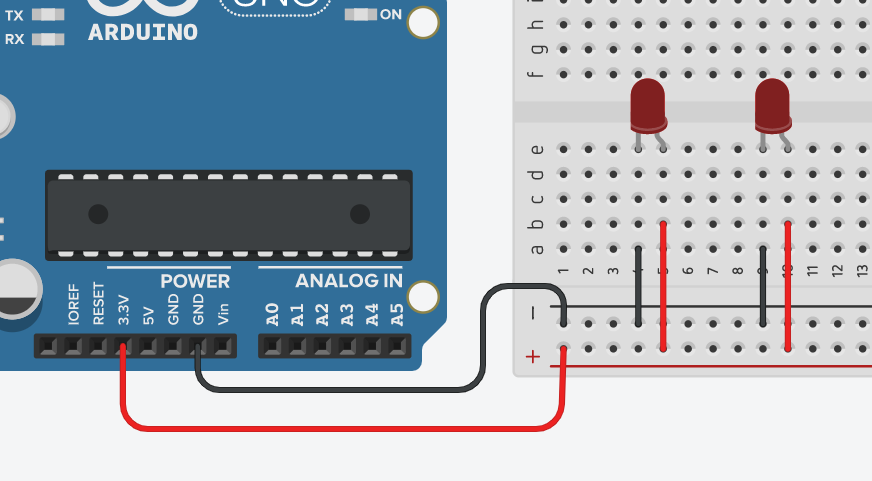 TX
RX
ARDUINO
UNO
ON
IOREF
RESET
3.3V
5V
GND
GND
Vin
POWER
ANALOG IN
A0
A1
A2
A3
A4
A5
h
g
f
e
d
c
b
a
1 2 3 4 5 6 7 8 9 10 11 12 13
−
+